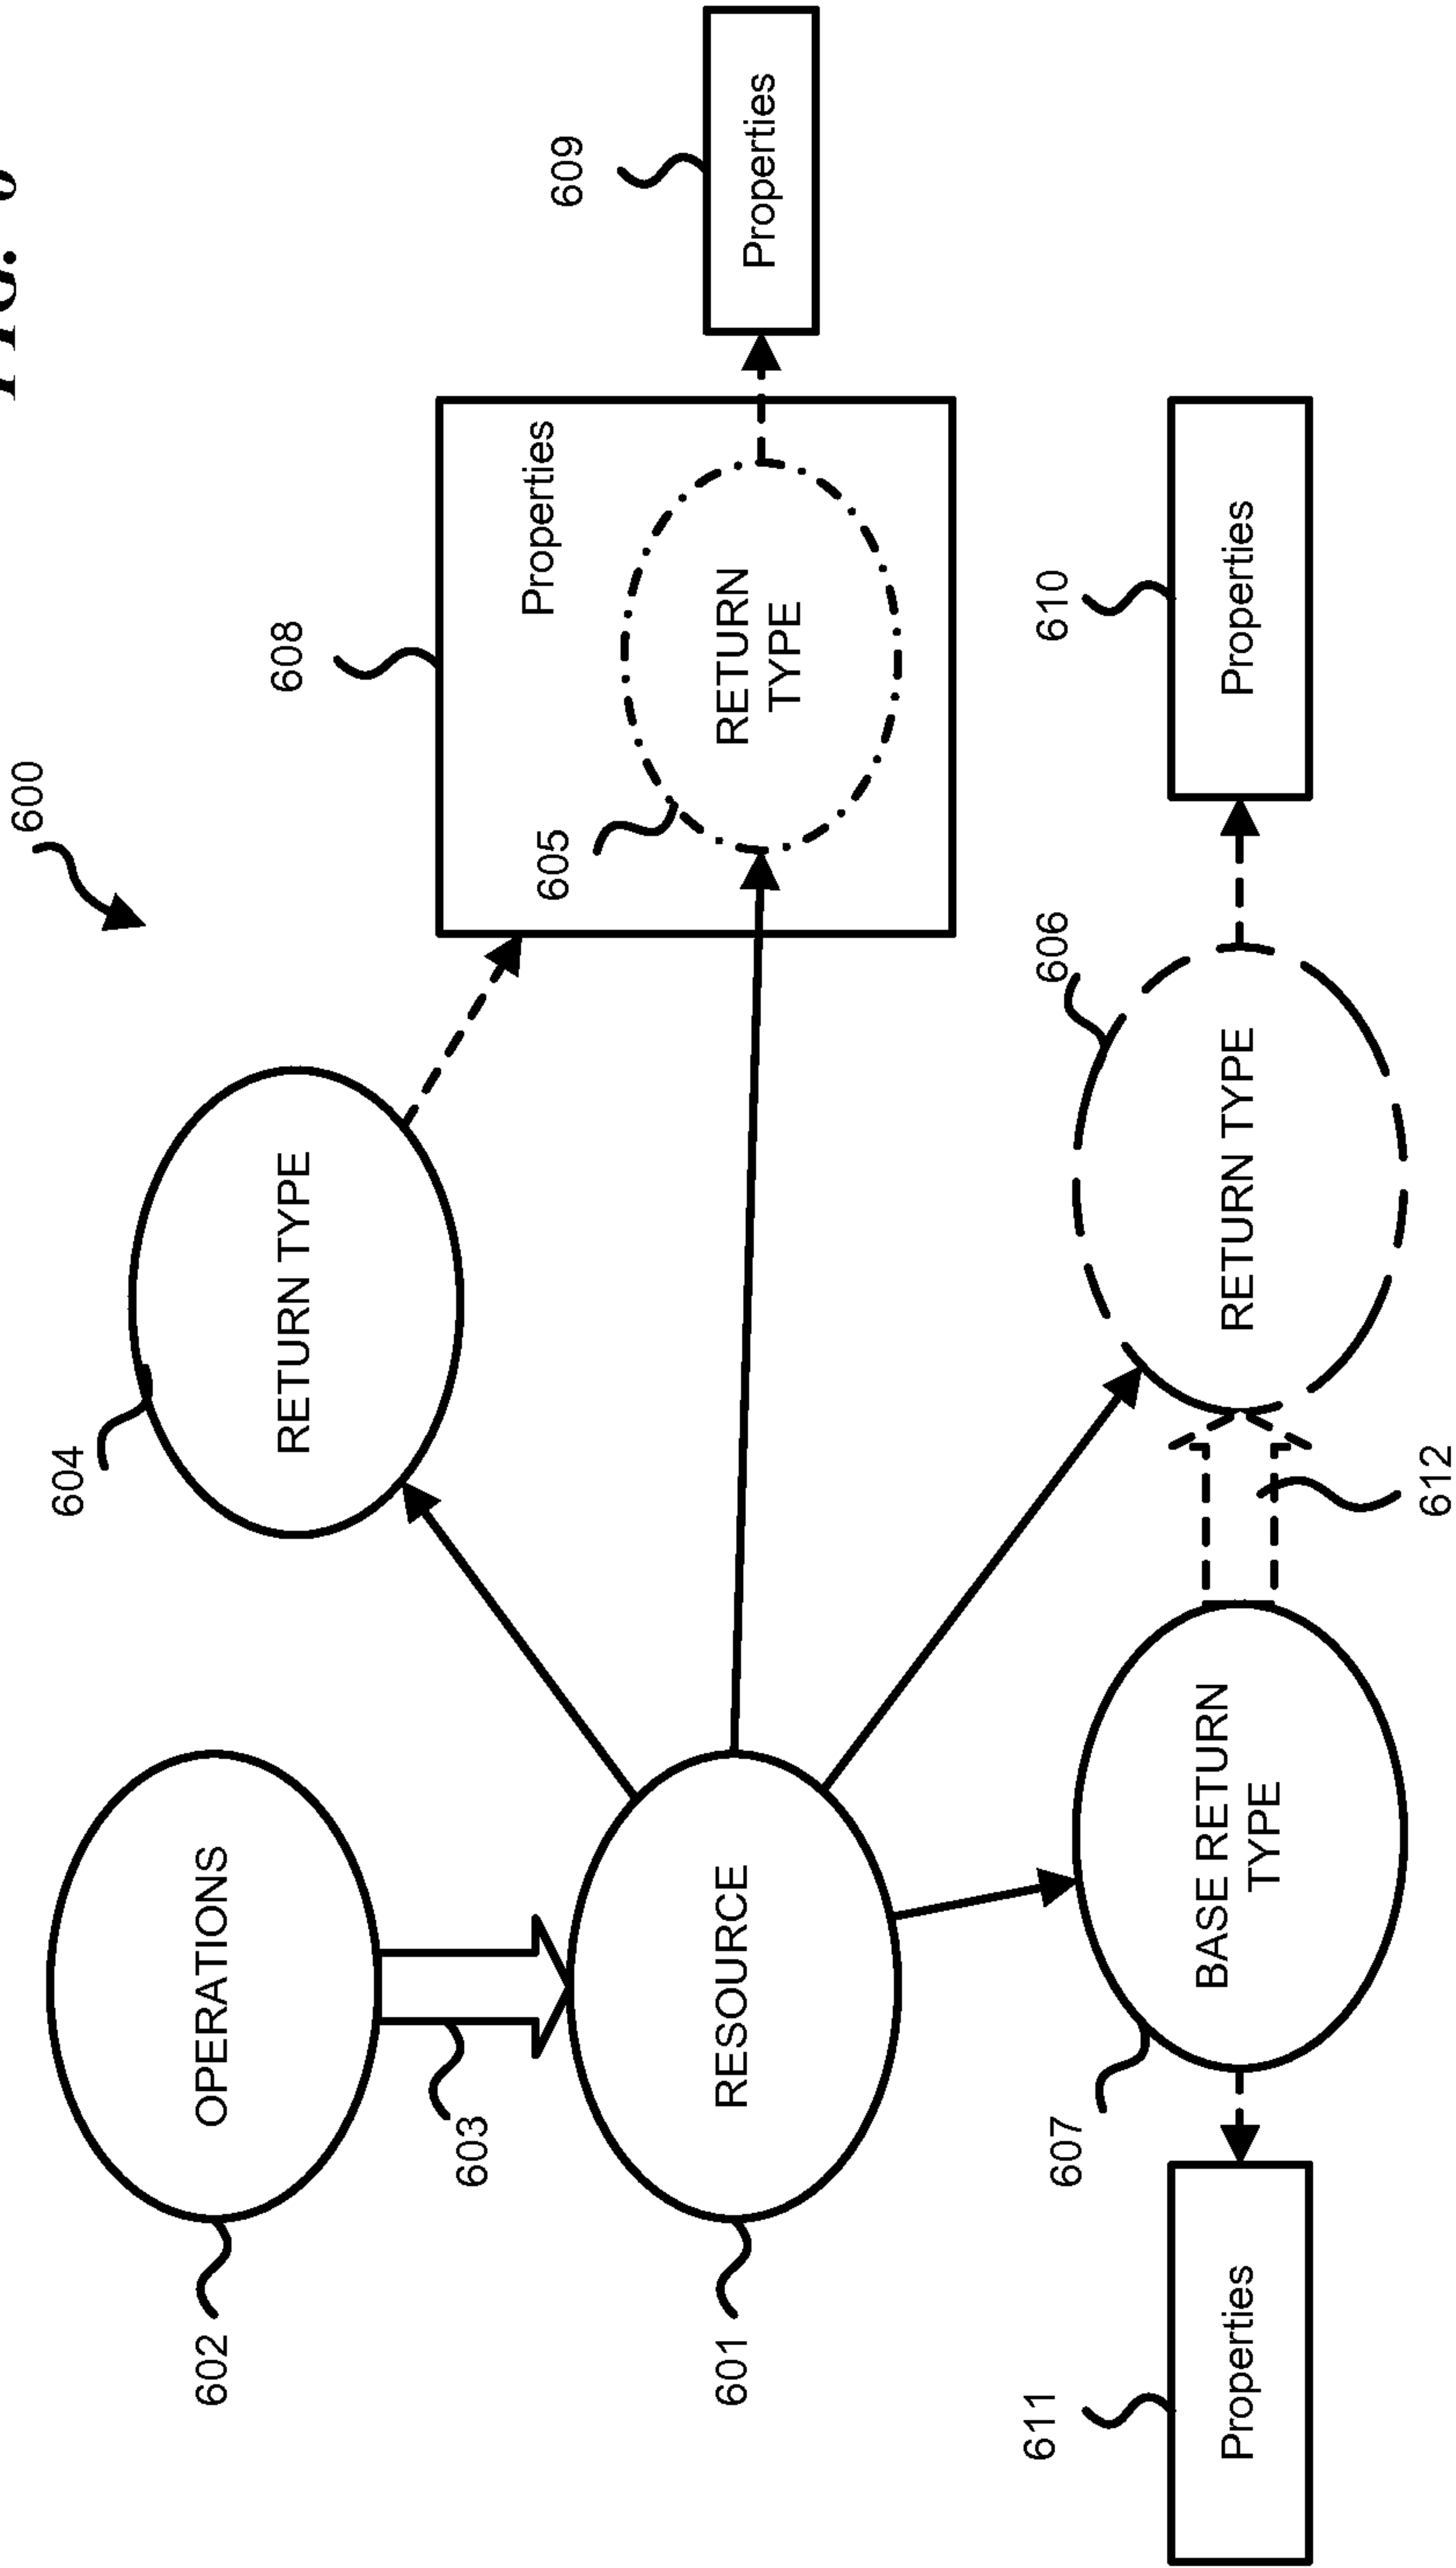 FIG. 6
600
604
602
OPERATIONS
RETURN TYPE
608
603
609
Properties
605
601
RESOURCE
RETURN
TYPE
Properties
611
607
606
610
Properties
BASE RETURN
TYPE
RETURN TYPE
Properties
612